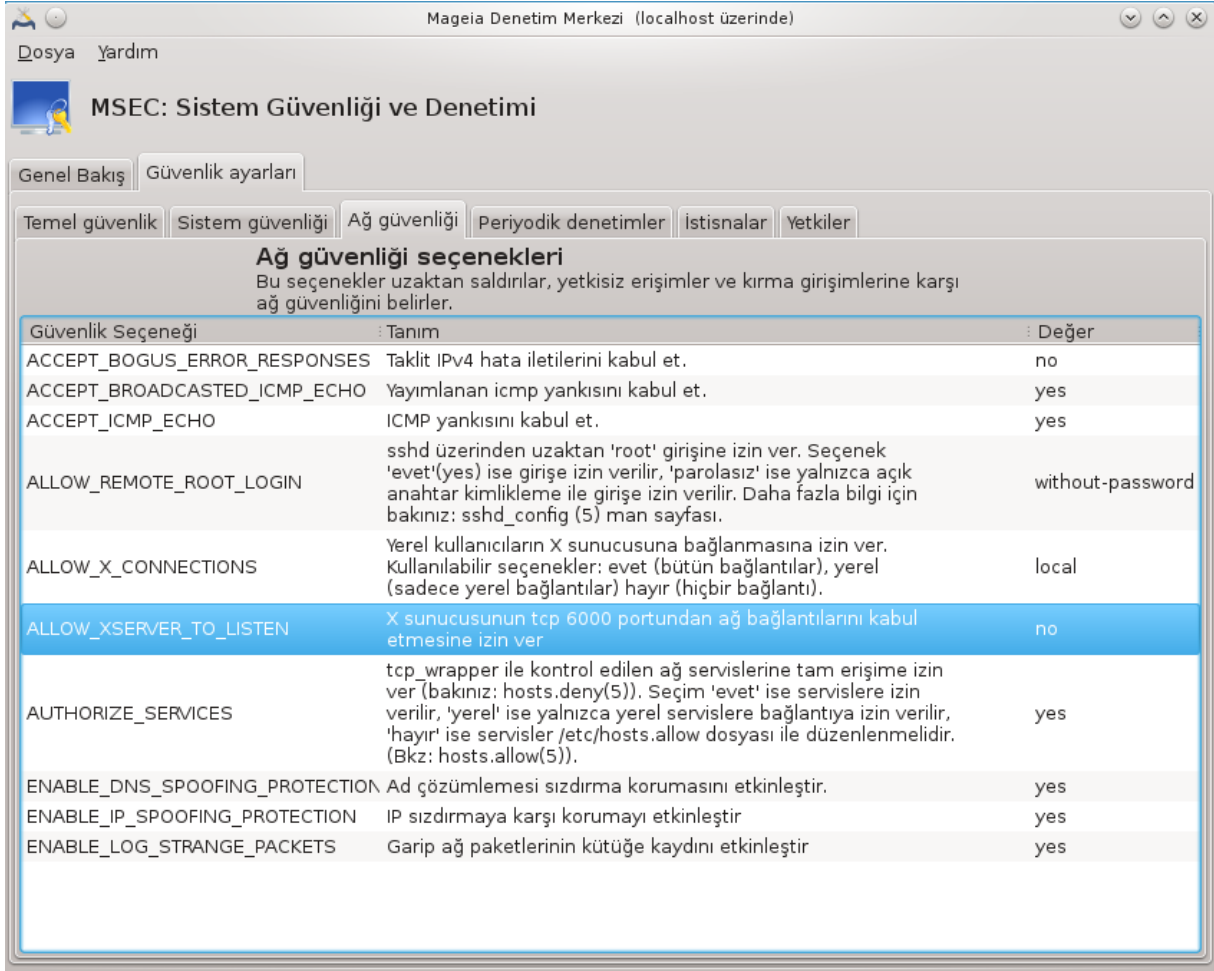 Mageia Denetim Merkezi (localhost üzerinde)
Dosya Yardım
MSEC: Sistem Güvenliği ve Denetimi
Genel Bakış Güvenlik ayarları
Temel güvenlik Sistem güvenliği Ağ güvenliği Periyodik denetimler İstisnalar Yetkiler
Ağ güvenliği seçenekleri
Bu seçenekler uzaktan saldırılar, yetkisiz erişimler ve kırma girişimlerine karşı
ağ güvenliğini belirler.
Güvenlik Seçeneği Tanım Değer
ACCEPT_BOGUS_ERROR_RESPONSES Taklit IPv4 hata iletilerini kabul et. no
ACCEPT_BROADCASTED_ICMP_ECHO Yayımlanan icmp yankısını kabul et. yes
ACCEPT_ICMP_ECHO ICMP yankısını kabul et. yes
sshd üzerinden uzaktan 'root' girişine izin ver. Seçenek
'evet'(yes) ise girişe izin verilir, 'parolasız' ise yalnızca açık
ALLOW_REMOTE_ROOT_LOGIN without-password
anahtar kimlikleme ile girişe izin verilir. Daha fazla bilgi için
bakınız: sshd_config (5) man sayfası.
Yerel kullanıcıların X sunucusuna bağlanmasına izin ver.
ALLOW_X_CONNECTIONS Kullanılabilir seçenekler: evet (bütün bağlantılar), yerel local
(sadece yerel bağlantılar) hayır (hiçbir bağlantı).
X sunucusunun tcp 6000 portundan ağ bağlantılarını kabul
ALLOW_XSERVER_TO_LISTEN no
etmesine izin ver
tcp_wrapper ile kontrol edilen ağ servislerine tam erişime izin
ver (bakınız: hosts.deny(5)). Seçim 'evet' ise servislere izin
AUTHORIZE_SERVICES verilir, 'yerel' ise yalnızca yerel servislere bağlantıya izin verilir, yes
'hayır' ise servisler /etc/hosts.allow dosyası ile düzenlenmelidir.
(Bkz: hosts.allow(5)).
ENABLE_DNS_SPOOFING_PROTECTION Ad çözümlemesi sızdırma korumasını etkinleştir. yes
ENABLE_IP_SPOOFING_PROTECTION IP sızdırmaya karşı korumayı etkinleştir yes
ENABLE_LOG_STRANGE_PACKETS Garip ağ paketlerinin kütüğe kaydını etkinleştir yes